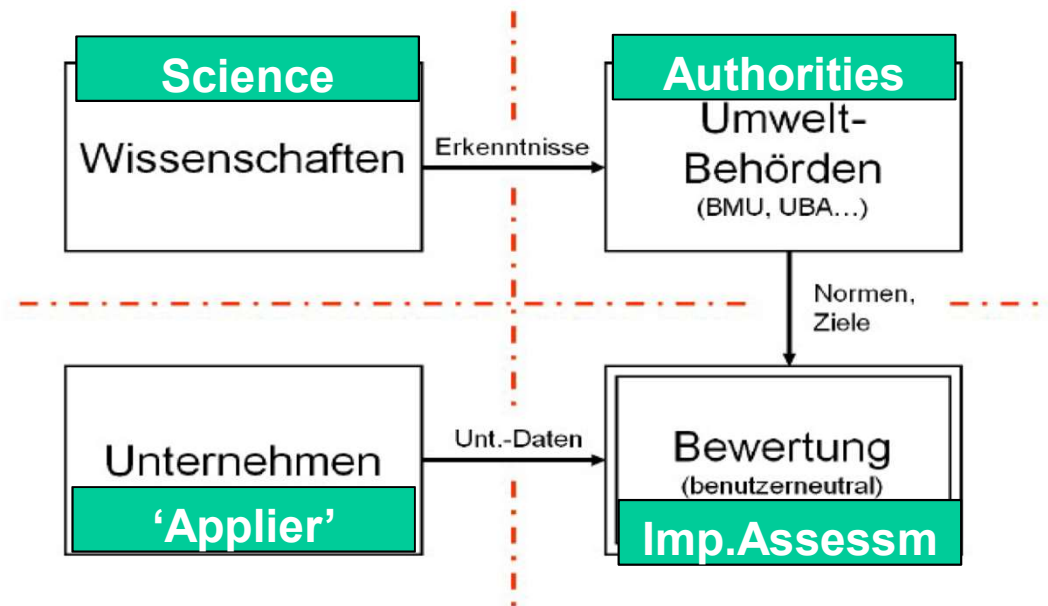 Science
Wissenschaften
Erkenntnisse
Authorities
Umwelt-
Behörden
(BMU, UBA…)
Normen,
Ziele
Unternehmen
‘Applier’
Unt.-Daten
Bewertung
(benutzerneutral)
Imp.Assessm